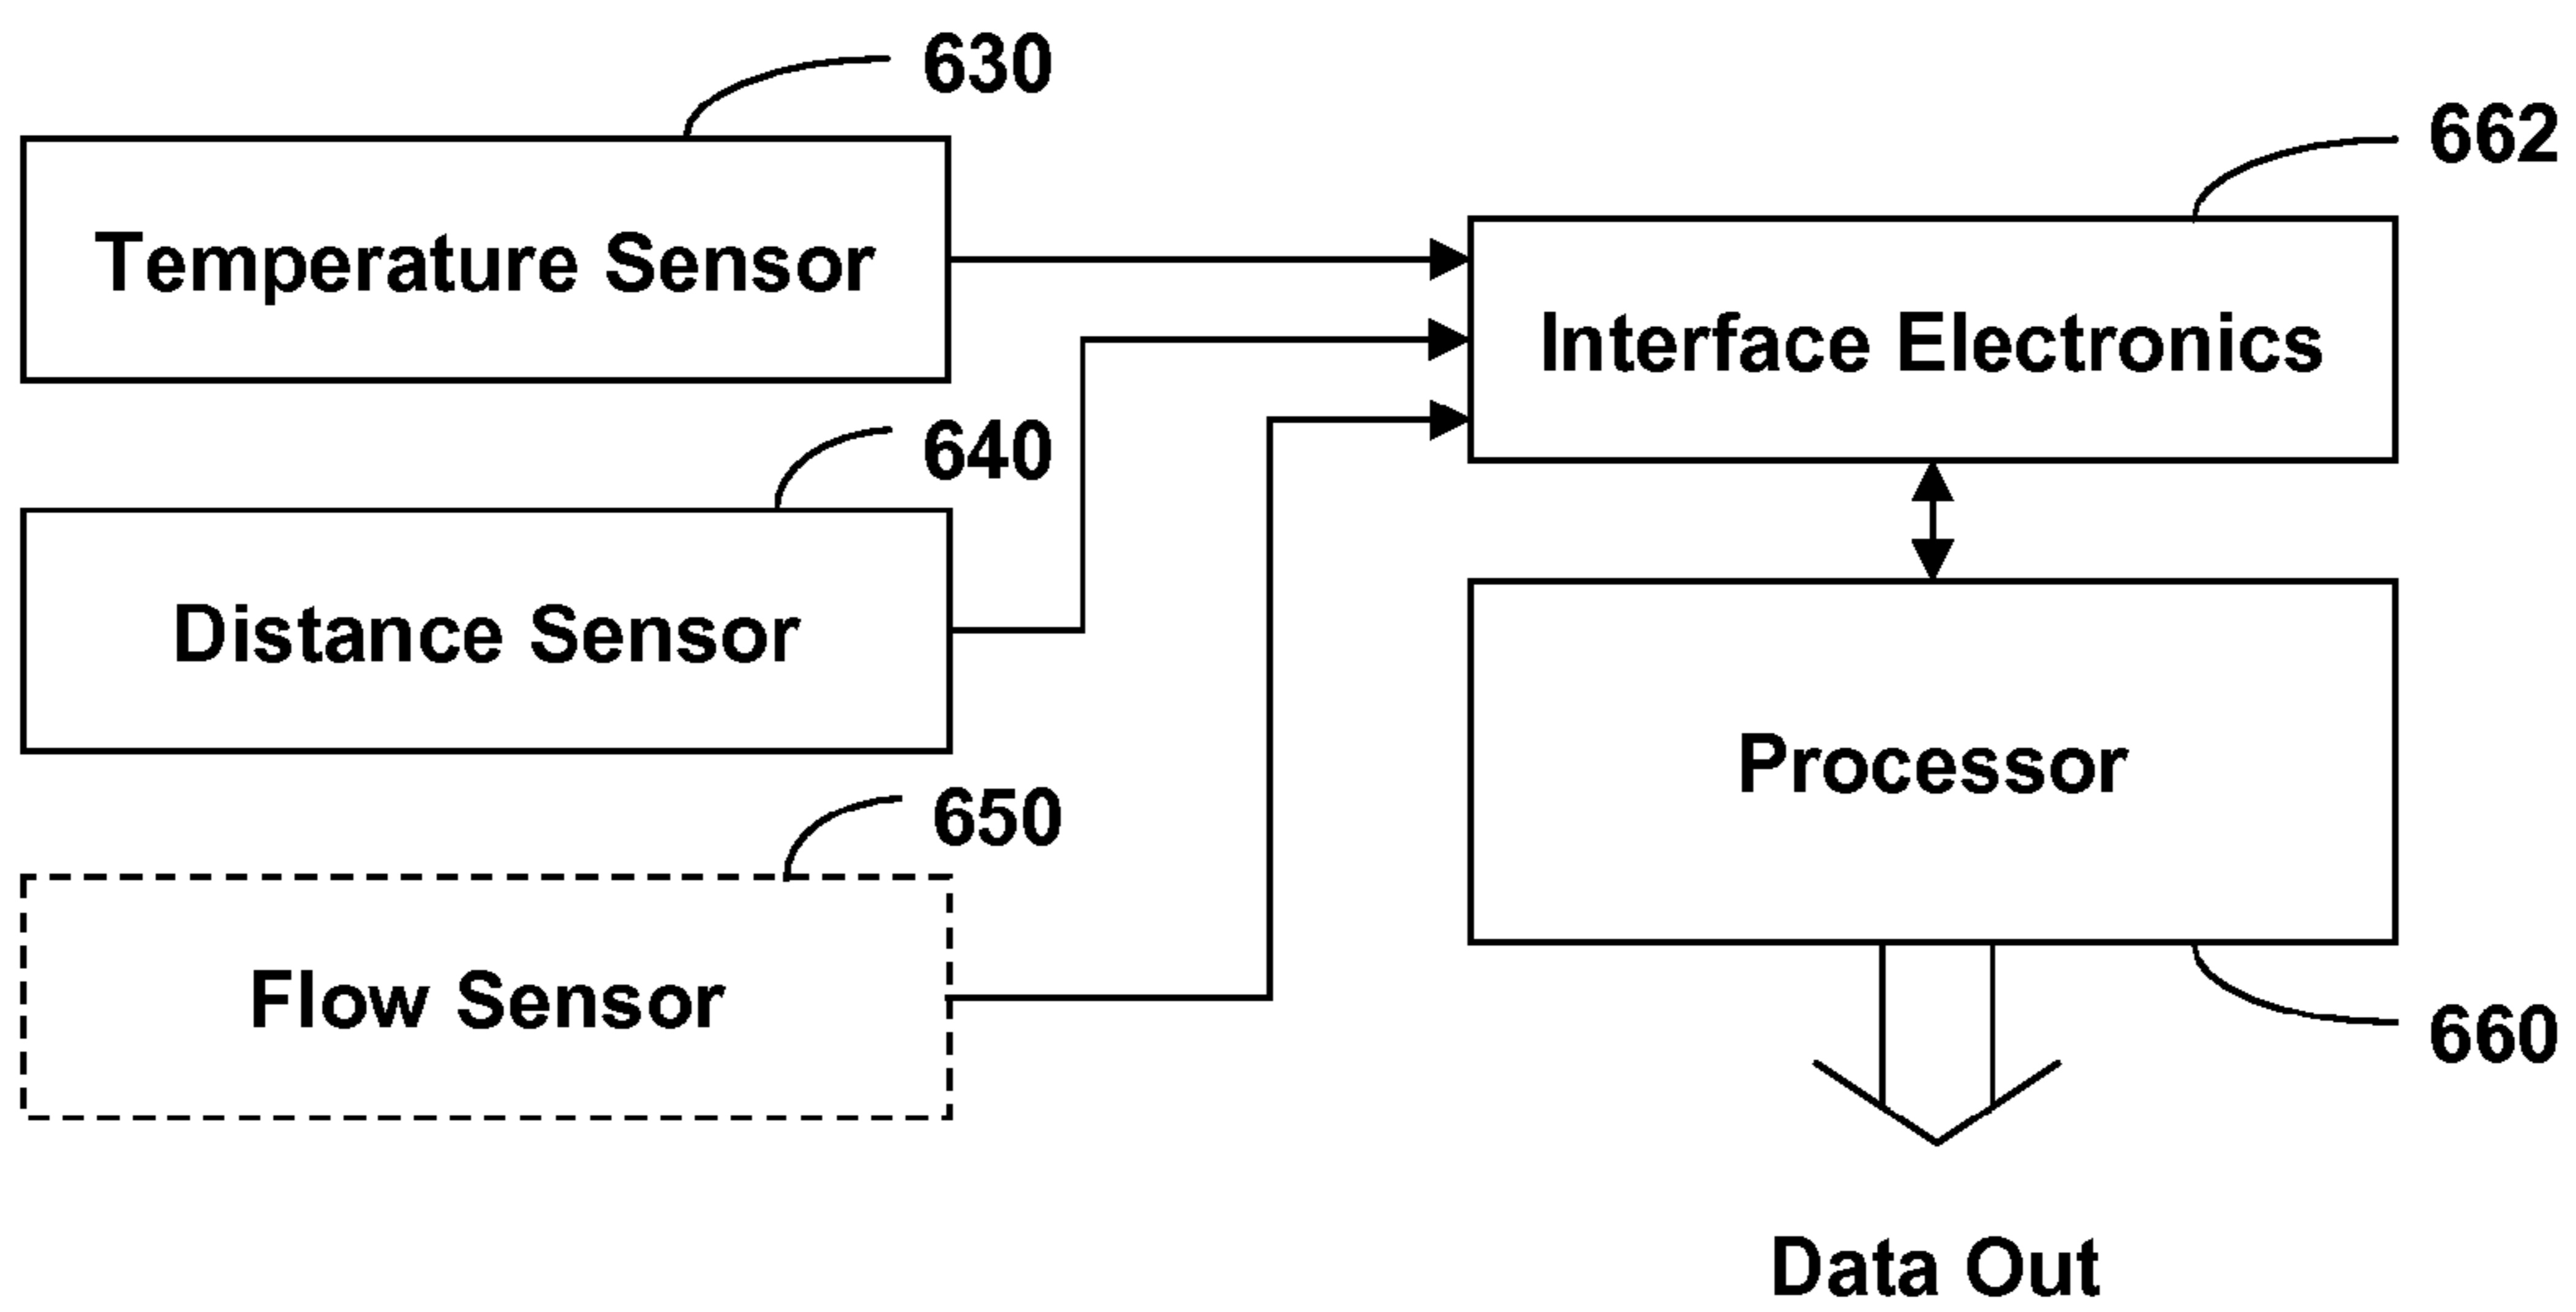 630
662
Temperature Sensor
Interface Electronics
640
Distance Sensor
Processor
650
Flow Sensor
660
Data Out